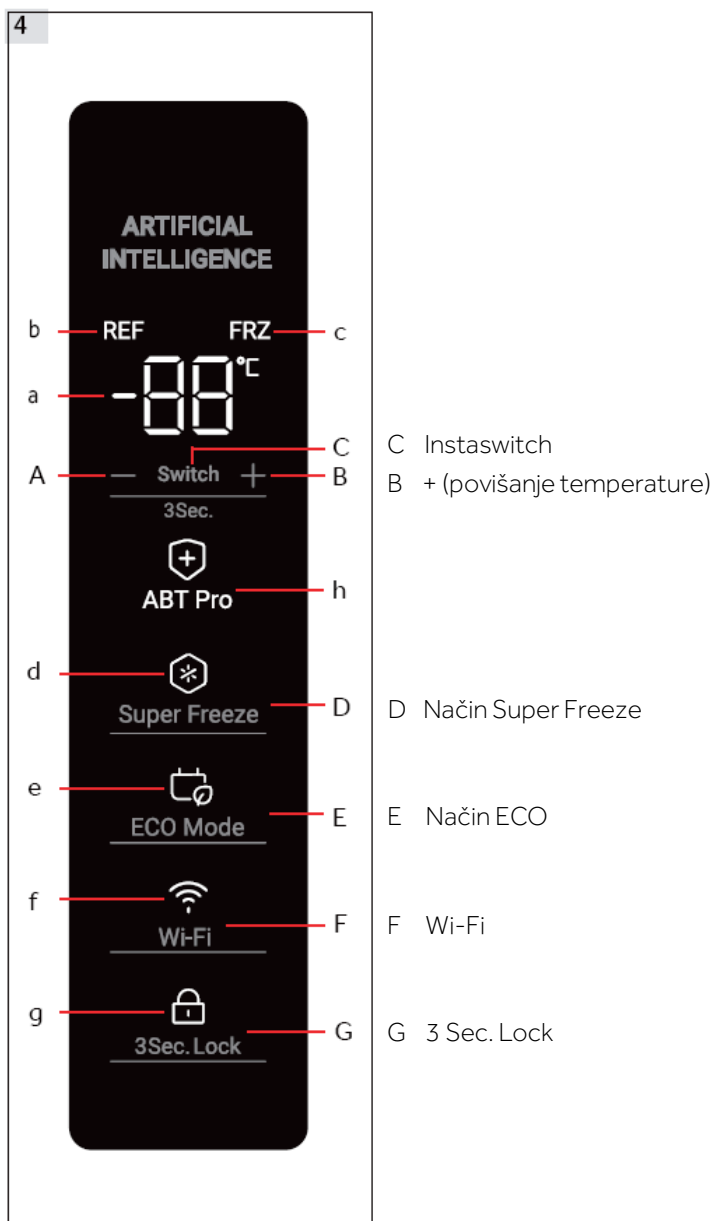 4
ARTIFICIAL
INTELLIGENCE
b REF FRZ c
a -88°C
C C Instaswitch
A — Switch + B B + (povišanje temperature)
3Sec.
ABT Pro h
d
Super Freeze D D Način Super Freeze
e
ECO Mode E E Način ECO
f
Wi-Fi F F Wi-Fi
g
3Sec. Lock G G 3 Sec. Lock